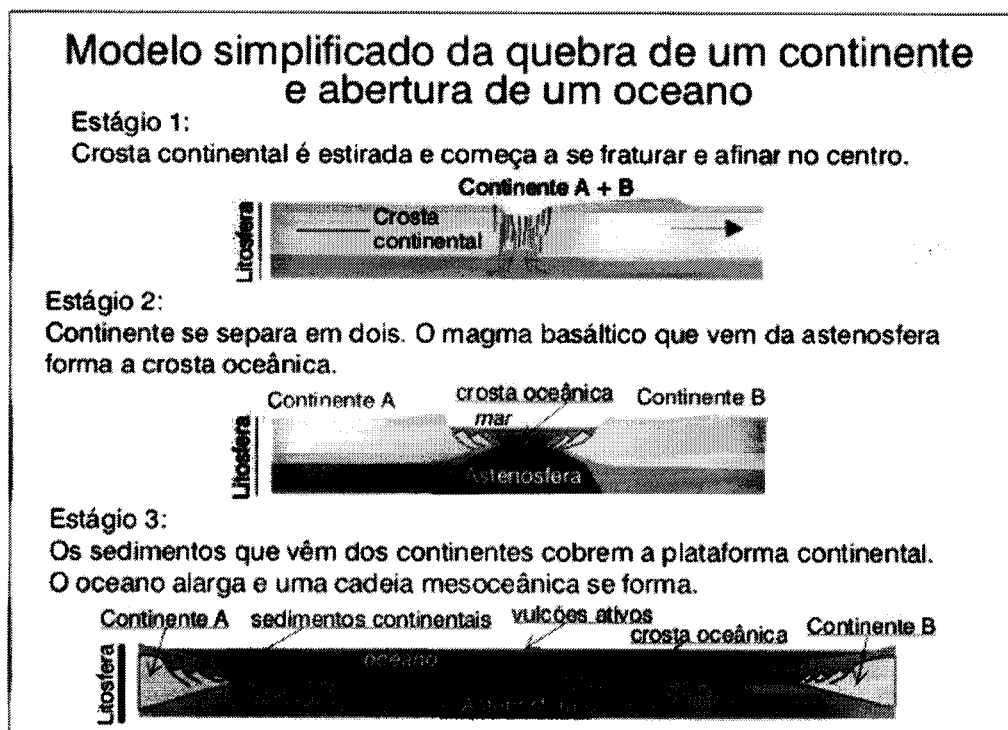 Modelo simplificado da quebra de um continente
e abertura de um oceano
Estágio 1:
Crosta continental é estirada e começa a se fraturar e afinar no centro.
Continente A + B
Litosfera
Crosta
continental
Estágio 2:
Continente se separa em dois. O magma basáltico que vem da astenosfera
forma a crosta oceânica.
Continente A
crosta oceânica
Continente B
mar
Litosfera
Astenosfera
Estágio 3:
Os sedimentos que vêm dos continentes cobrem a plataforma continental.
O oceano alarga e uma cadeia mesoceânica se forma.
Continente A
sedimentos continentais
vulcões ativos
crosta oceânica
Continente B
Litosfera
oceano